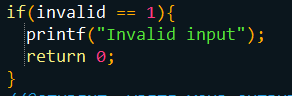 if(invalid == 1){
printf("Invalid input");
return 0;
}